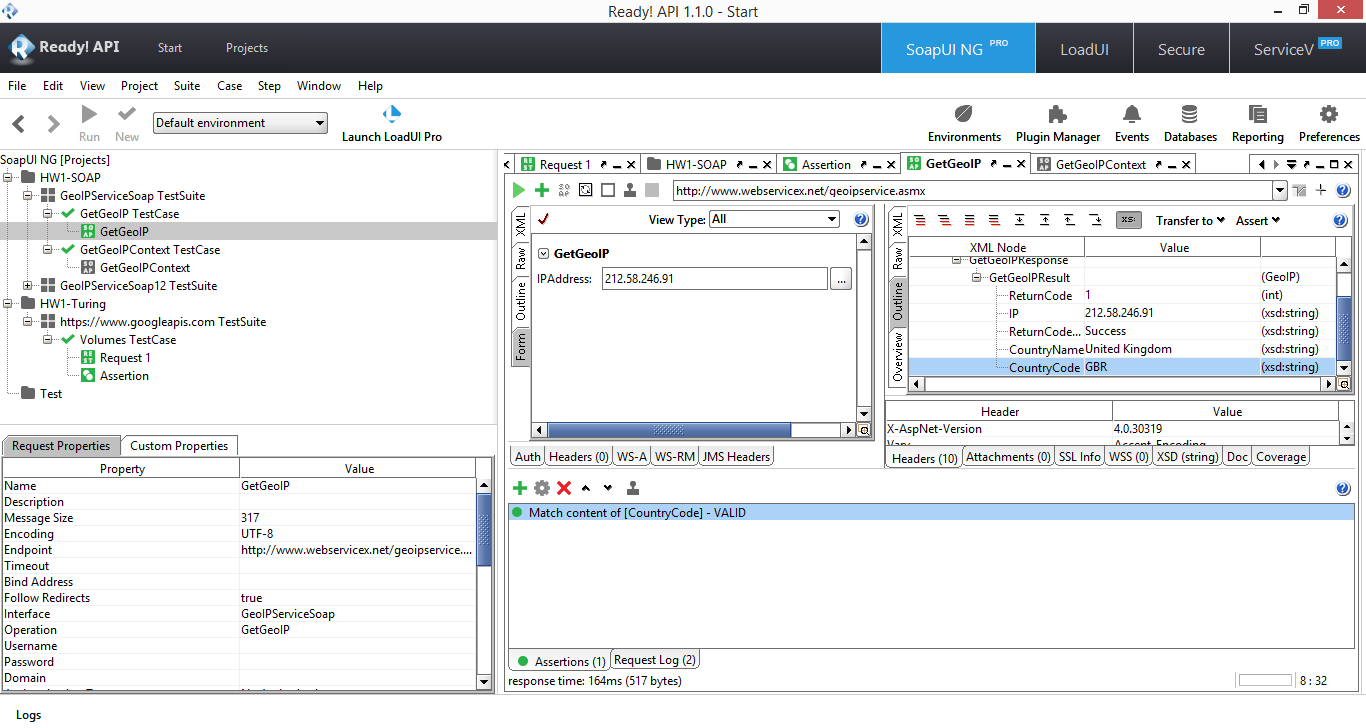 Ready! API 1.1.0 - Start
Ready! API Start Projects SoapUI NG PRO LoadUI Secure ServiceV PRO
File Edit View Project Suite Case Step Window Help
Run New Default environment Launch LoadUI Pro Environments Plugin Manager Events Databases Reporting Preferences
SoapUI NG [Projects]
HW1-SOAP
GeoIPServiceSoap TestSuite
GetGeoIP TestCase
GetGeoIP
GetGeoIPContext TestCase
GetGeoIPContext
GeoIPServiceSoap12 TestSuite
HW1-Turing
https://www.googleapis.com TestSuite
Volumes TestCase
Request 1
Assertion
Test
Request Properties Custom Properties
Property Value
Name GetGeoIP
Description
Message Size 317
Encoding UTF-8
Endpoint http://www.webservicex.net/geoipservice....
Timeout
Bind Address
Follow Redirects true
Interface GeoIPServiceSoap
Operation GetGeoIP
Username
Password
Domain
Request 1 HW1-SOAP Assertion GetGeoIP GetGeoIPContext
http://www.webservicex.net/geoipservice.asmx
XML
Raw
Outline
Form
View Type: All
GetGeoIP
IPAddress: 212.58.246.91 ...
Auth Headers (0) WS-A WS-RM JMS Headers
XML
Raw
Outline
Overview
Transfer to Assert
XML Node Value
GetGeoIPResponse
GetGeoIPResult (GeoIP)
ReturnCode 1 (int)
IP 212.58.246.91 (xsd:string)
ReturnCode... Success (xsd:string)
CountryName United Kingdom (xsd:string)
CountryCode GBR (xsd:string)
Header Value
X-AspNet-Version 4.0.30319
Vary Accept-Encoding
Headers (10) Attachments (0) SSL Info WSS (0) XSD (string) Doc Coverage
Match content of [CountryCode] - VALID
Assertions (1) Request Log (2)
response time: 164ms (517 bytes) 8 : 32
Logs